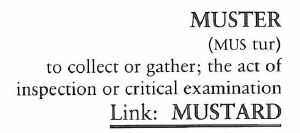 MUSTER
(MUS tur)
to collect or gather; the act of
inspection or critical examination
Link: MUSTARD